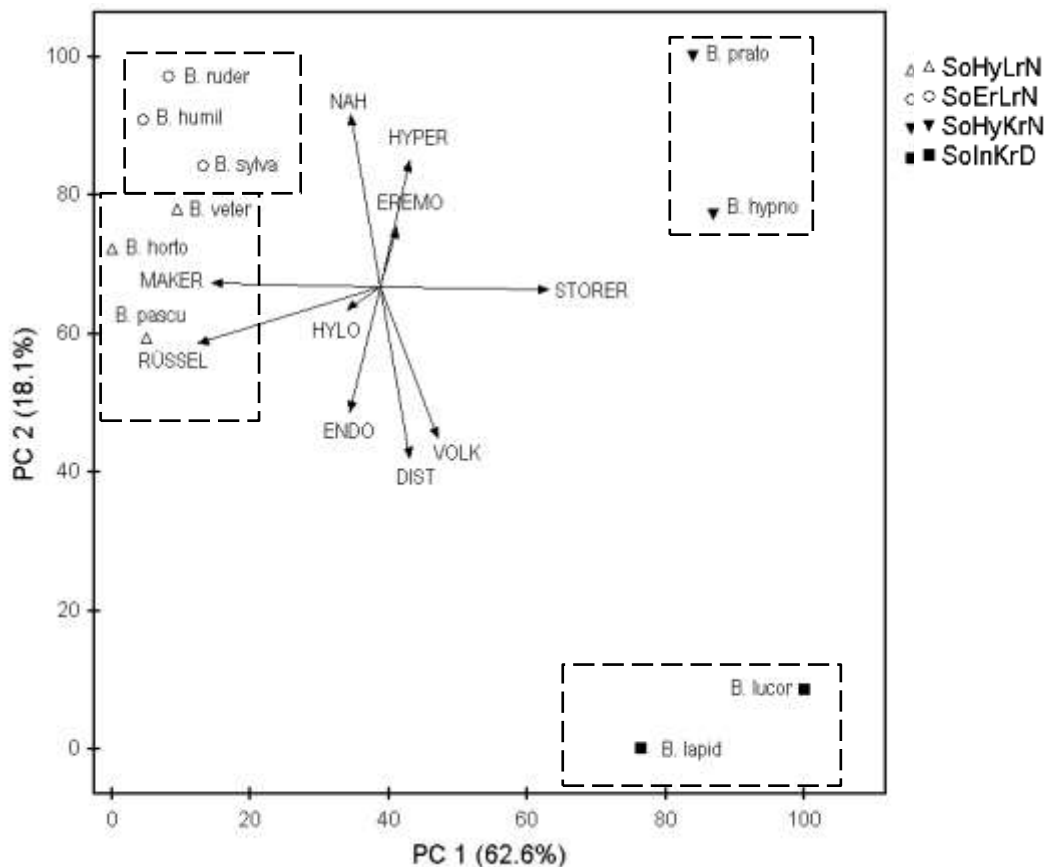 100
80
60
40
20
0
PC 2 (18.1%)
B. ruder
B. humil
B. sylva
B. veter
B. horto
MAKER
B. pascu
RÜSSEL
NAH
HYPER
EREMO
STORER
HYLO
ENDO
VOLK
DIST
B. prato
B. hypno
B. lucor
B. lapid
SoHyLrN
SoErLrN
SoHyKrN
SoInKrD
0 20 40 60 80 100
PC 1 (62.6%)